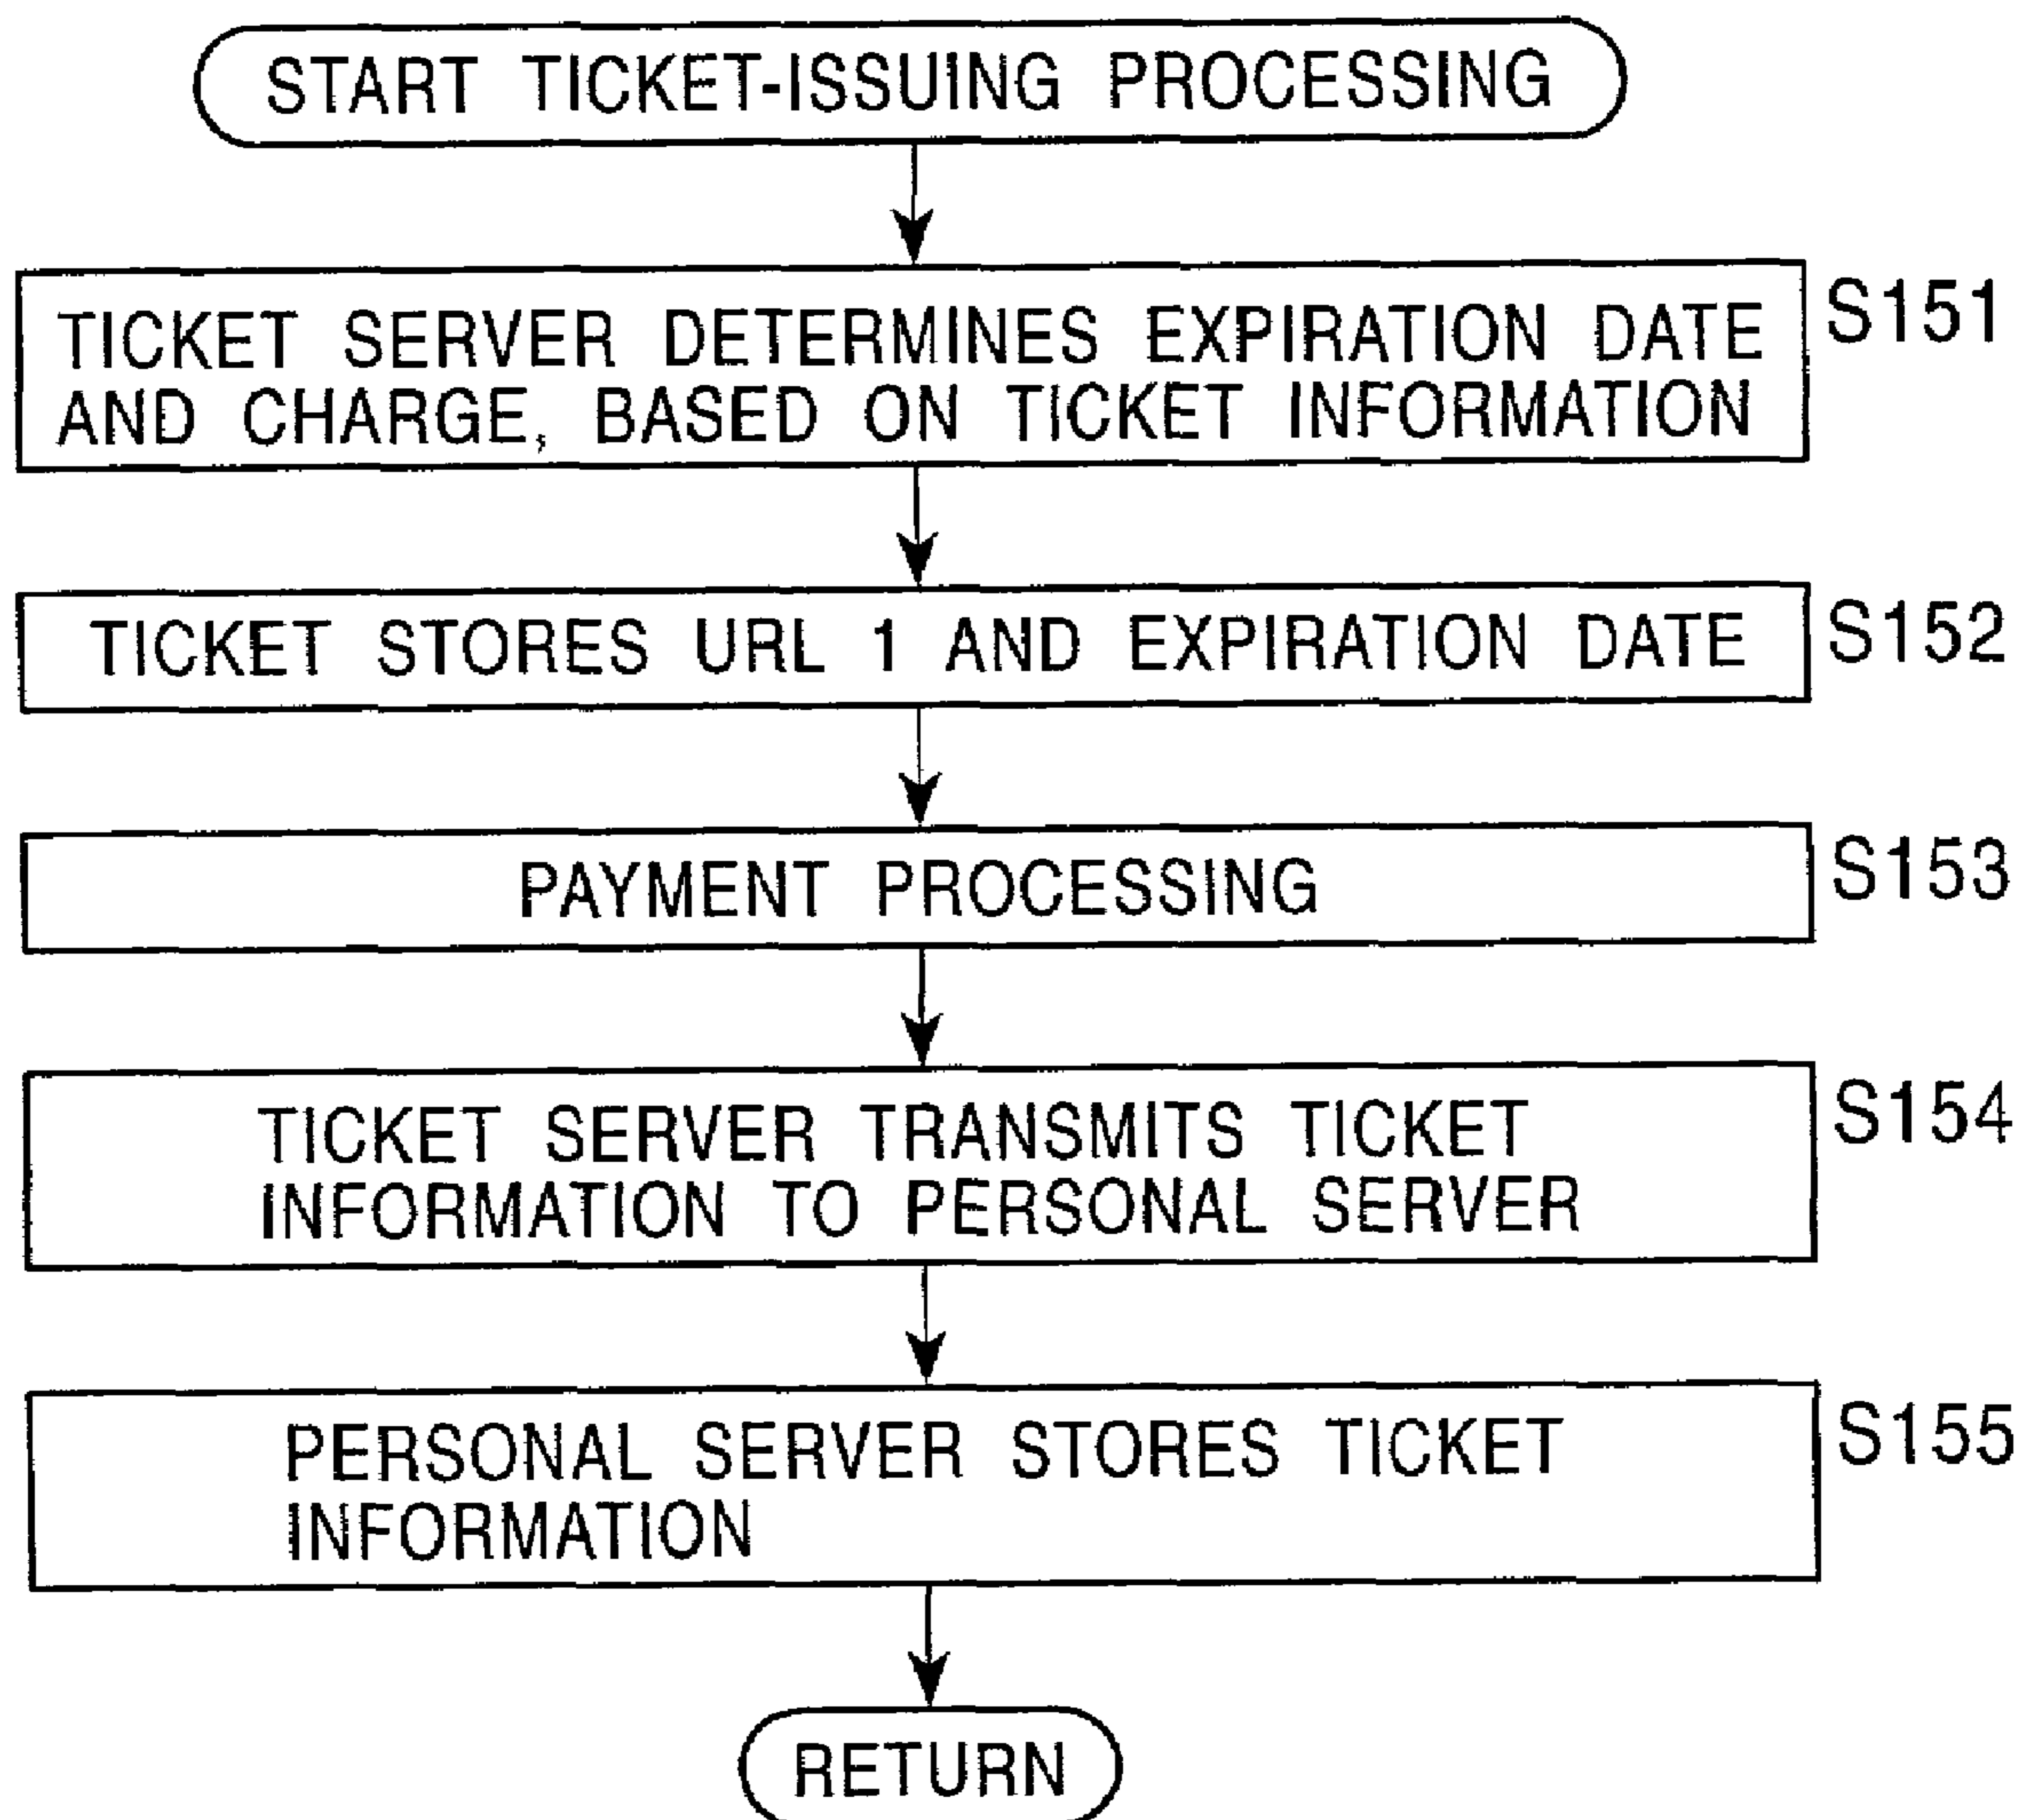 START TICKET-ISSUING PROCESSING
TICKET SERVER DETERMINES EXPIRATION DATE
AND CHARGE, BASED ON TICKET INFORMATION
S151
TICKET STORES URL 1 AND EXPIRATION DATE
S152
PAYMENT PROCESSING
S153
TICKET SERVER TRANSMITS TICKET
INFORMATION TO PERSONAL SERVER
S154
PERSONAL SERVER STORES TICKET
INFORMATION
S155
RETURN